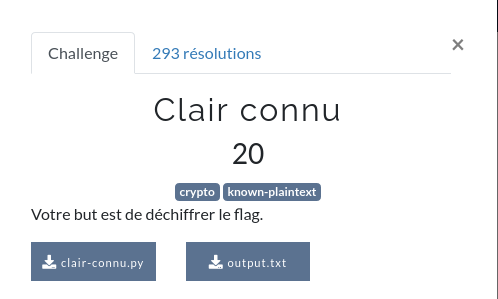 Challenge 293 résolutions ×
Clair connu
20
crypto known-plaintext
Votre but est de déchiffrer le flag.
clair-connu.py output.txt